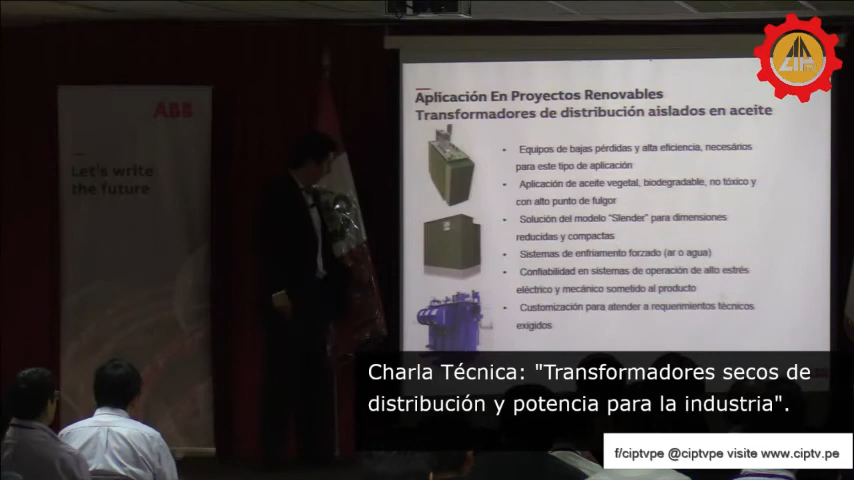 ABB
Let's write
the future
Aplicación En Proyectos Renovables
Transformadores de distribución aislados en aceite
• Equipos de bajas pérdidas y alta eficiencia, necesários
para este tipo de aplicación
• Aplicación de aceite vegetal, biodegradable, no tóxico y
con alto punto de fulgor
• Solución del modelo "Slender" para dimensiones
reducidas y compactas
• Sistemas de enfriamento forzado (ar o agua)
• Confiabilidad en sistemas de operación de alto estrés
eléctrico y mecánico sometido al producto
• Customización para atender a requerimientos técnicos
exigidos
Charla Técnica: "Transformadores secos de
distribución y potencia para la industria".
f/ciptvpe @ciptvpe visite www.ciptv.pe